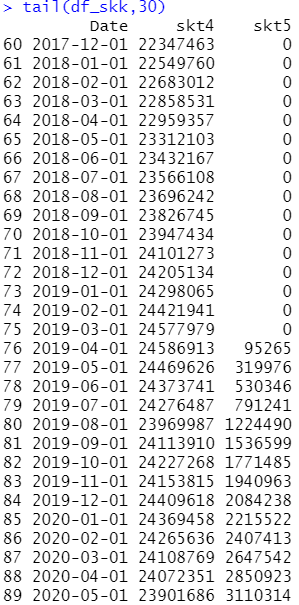 > tail(df_skk,30)
Date skt4 skt5
60 2017-12-01 22347463 0
61 2018-01-01 22549760 0
62 2018-02-01 22683012 0
63 2018-03-01 22858531 0
64 2018-04-01 22959357 0
65 2018-05-01 23312103 0
66 2018-06-01 23432167 0
67 2018-07-01 23566108 0
68 2018-08-01 23696242 0
69 2018-09-01 23826745 0
70 2018-10-01 23947434 0
71 2018-11-01 24101273 0
72 2018-12-01 24205134 0
73 2019-01-01 24298065 0
74 2019-02-01 24421941 0
75 2019-03-01 24577979 0
76 2019-04-01 24586913 95265
77 2019-05-01 24469626 319976
78 2019-06-01 24373741 530346
79 2019-07-01 24276487 791241
80 2019-08-01 23969987 1224490
81 2019-09-01 24113910 1536599
82 2019-10-01 24227268 1771485
83 2019-11-01 24153815 1940963
84 2019-12-01 24409618 2084238
85 2020-01-01 24369458 2215522
86 2020-02-01 24265636 2407413
87 2020-03-01 24108769 2647542
88 2020-04-01 24072351 2850923
89 2020-05-01 23901686 3110314